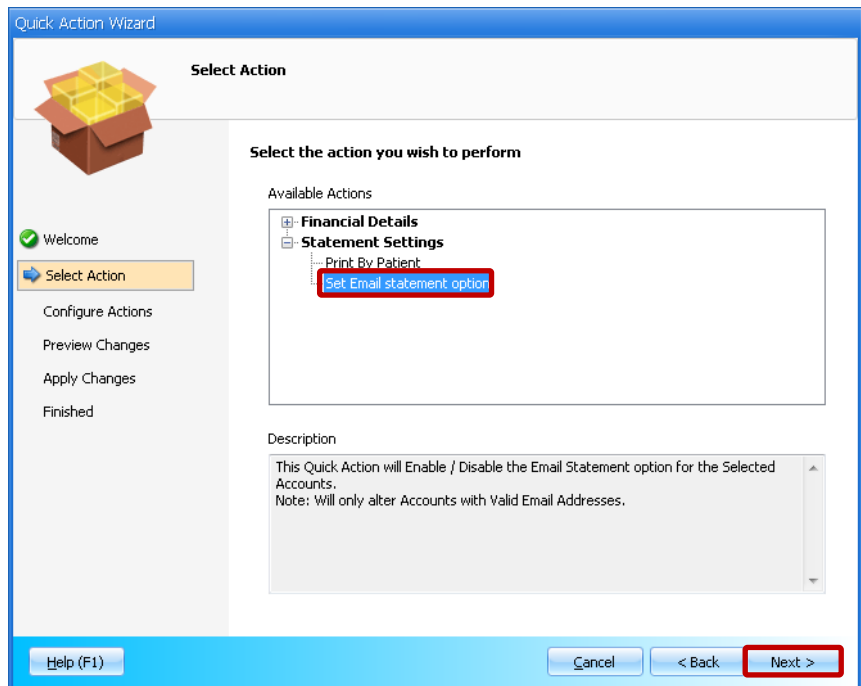 Quick Action Wizard
Select Action
Select the action you wish to perform
Available Actions
Financial Details
Statement Settings
Print By Patient
Set Email statement option
Welcome
Select Action
Configure Actions
Preview Changes
Apply Changes
Finished
Description
This Quick Action will Enable / Disable the Email Statement option for the Selected
Accounts.
Note: Will only alter Accounts with Valid Email Addresses.
Help (F1)
Cancel
< Back
Next >